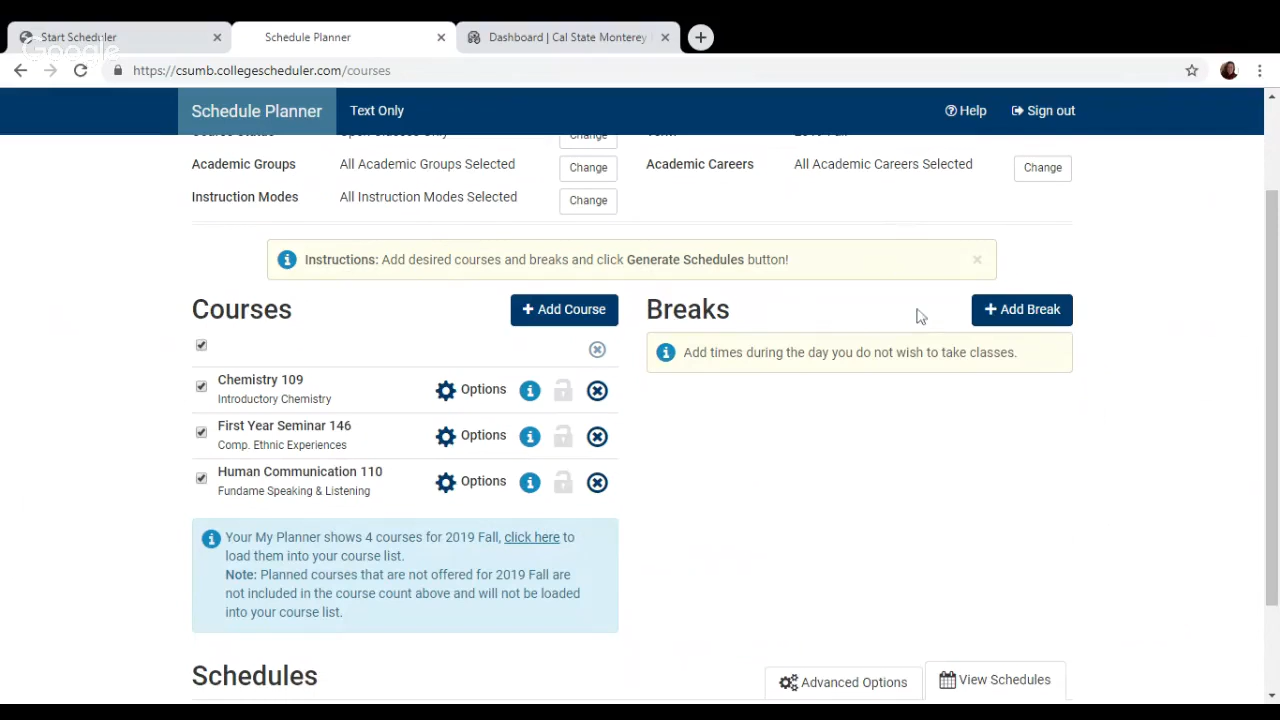 Start Scheduler
Schedule Planner
Dashboard | Cal State Monterey
Google
https://csumb.collegescheduler.com/courses
Schedule Planner
Text Only
Help
Sign out
Change
Academic Groups
All Academic Groups Selected
Change
Academic Careers
All Academic Careers Selected
Change
Instruction Modes
All Instruction Modes Selected
Change
Instructions: Add desired courses and breaks and click Generate Schedules button!
Courses
+ Add Course
Breaks
+ Add Break
Add times during the day you do not wish to take classes.
Chemistry 109
Introductory Chemistry
Options
First Year Seminar 146
Comp. Ethnic Experiences
Options
Human Communication 110
Fundame Speaking & Listening
Options
Your My Planner shows 4 courses for 2019 Fall, click here to
load them into your course list.
Note: Planned courses that are not offered for 2019 Fall are
not included in the course count above and will not be loaded
into your course list.
Schedules
Advanced Options
View Schedules